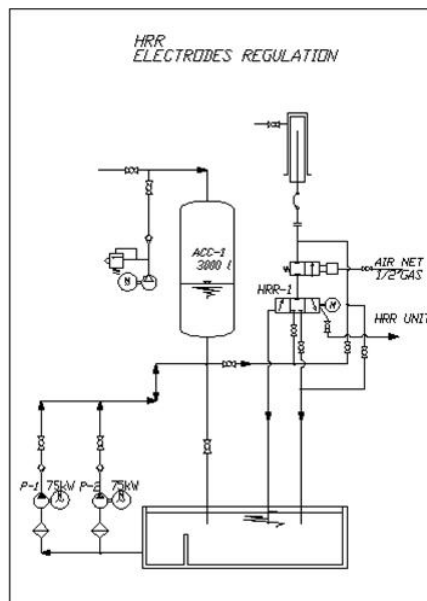 HRR
ELECTRODES REGULATION
ACC-1
3000 l
AIR NET
1/2"GAS
HRR-1
HRR UNIT
P-1 75kW P-2 75kW